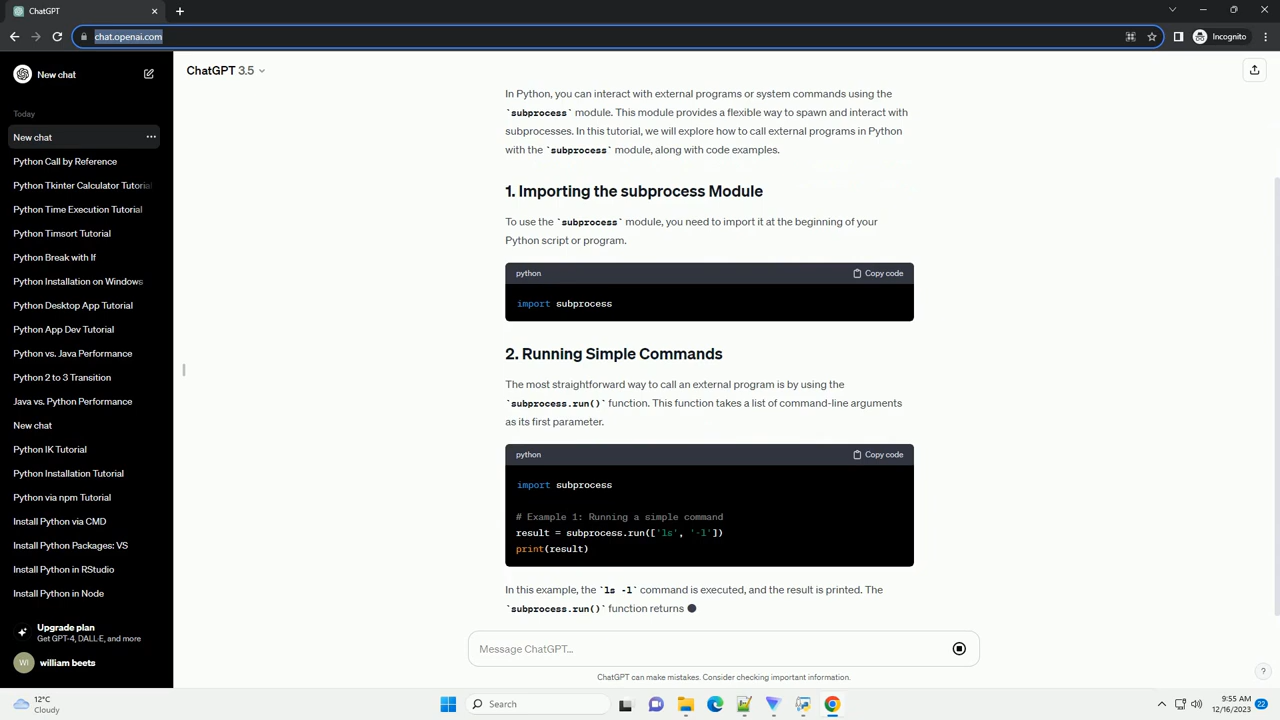 ChatGPT
chat.openai.com
Incognito
New chat
ChatGPT 3.5
Today
New chat
Python Call by Reference
Python Tkinter Calculator Tutorial
Python Time Execution Tutorial
Python Timsort Tutorial
Python Break with If
Python Installation on Windows
Python Desktop App Tutorial
Python App Dev Tutorial
Python vs. Java Performance
Python 2 to 3 Transition
Java vs. Python Performance
New chat
Python IK Tutorial
Python Installation Tutorial
Python via npm Tutorial
Install Python via CMD
Install Python Packages: VS
Install Python in RStudio
Install Python in Node
Upgrade plan
Get GPT-4, DALL·E, and more
WI
william beets
In Python, you can interact with external programs or system commands using the
`subprocess` module. This module provides a flexible way to spawn and interact with
subprocesses. In this tutorial, we will explore how to call external programs in Python
with the `subprocess` module, along with code examples.
1. Importing the subprocess Module
To use the `subprocess` module, you need to import it at the beginning of your
Python script or program.
python
Copy code
import subprocess
2. Running Simple Commands
The most straightforward way to call an external program is by using the
`subprocess.run()` function. This function takes a list of command-line arguments
as its first parameter.
python
Copy code
import subprocess
# Example 1: Running a simple command
result = subprocess.run(['ls', '-l'])
print(result)
In this example, the `ls -l` command is executed, and the result is printed. The
`subprocess.run()` function returns
Message ChatGPT...
ChatGPT can make mistakes. Consider checking important information.
?
12°C
Cloudy
Search
9:55 AM
12/16/2023
22